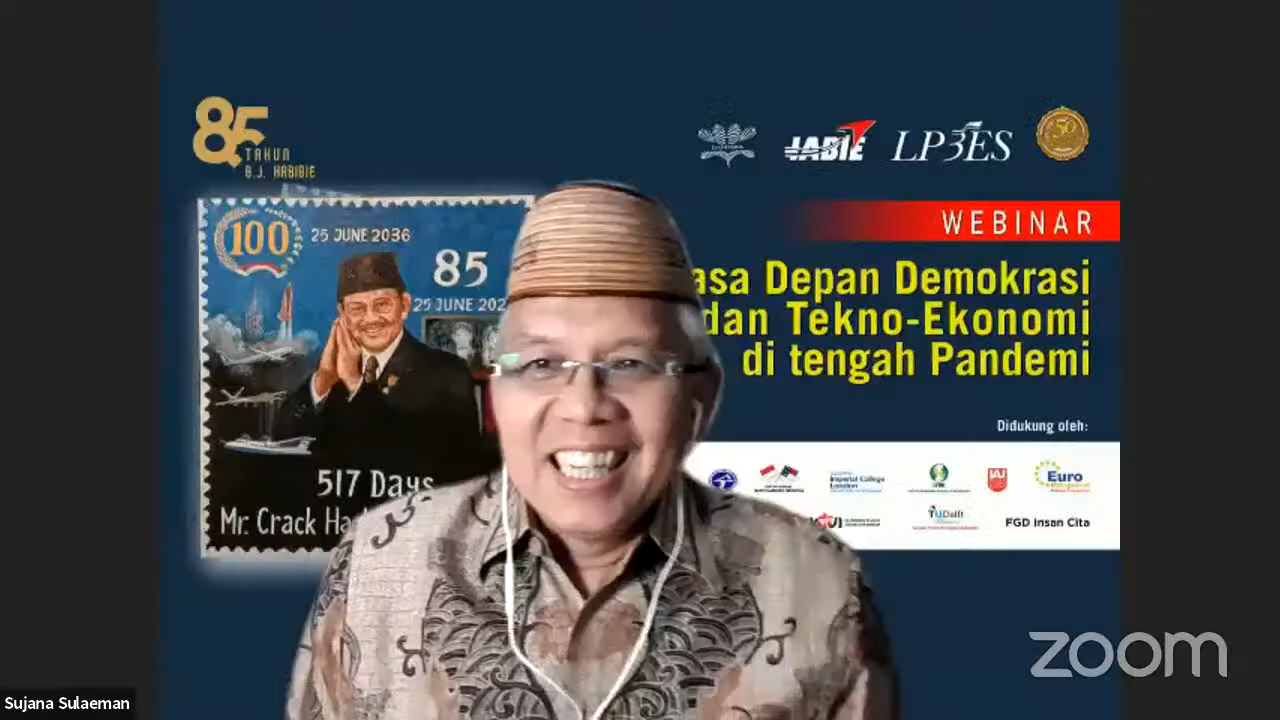 85
TAHUN
B.J. HABIBIE
JABIE
LP3ES
50
WEBINAR
asa Depan Demokrasi
dan Tekno-Ekonomi
di tengah Pandemi
100
25 JUNE 2036
85
25 JUNE 202
517 Days
Mr. Crack Ha
Didukung oleh:
Imperial College
London
IAJ
Euro
TUDelft
FGD Insan Cita
zoom
Sujana Sulaeman